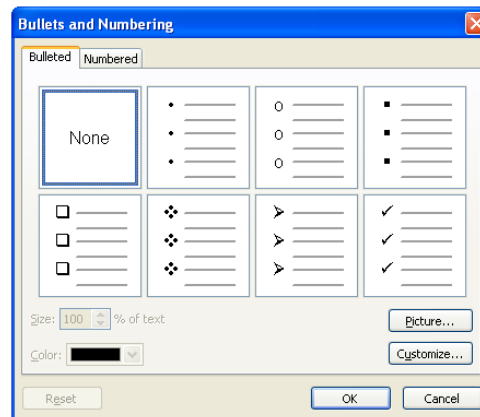 Bullets and Numbering
Bulleted Numbered
None
Size: 100 % of text
Picture...
Color:
Customize...
Reset OK Cancel